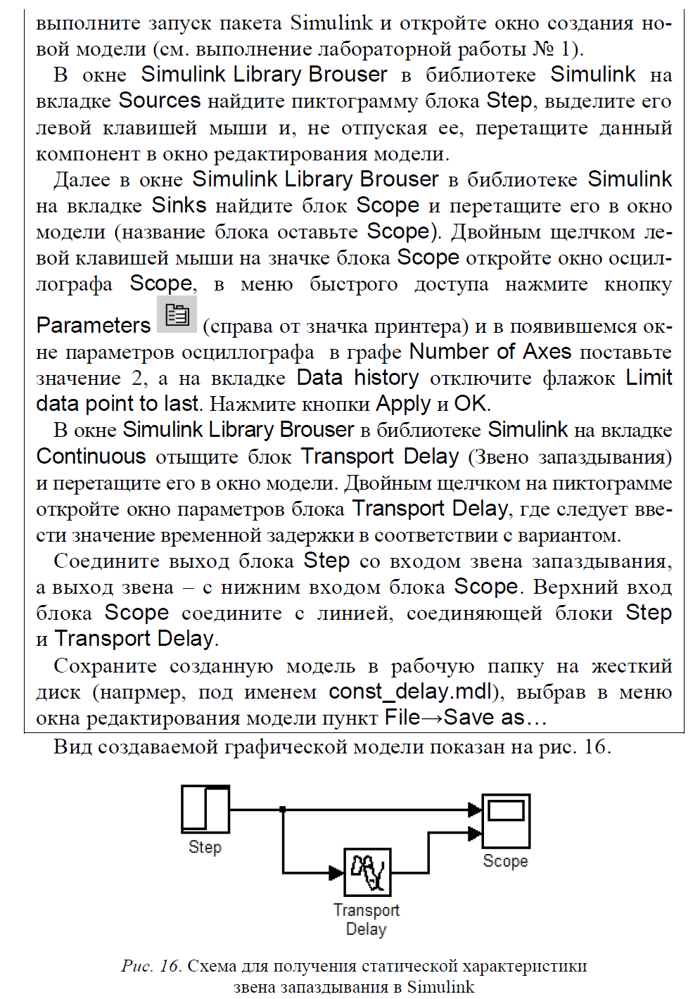 выполните запуск пакета Simulink и откройте окно создания но-
вой модели (см. выполнение лабораторной работы № 1).
В окне Simulink Library Brouser в библиотеке Simulink на
вкладке Sources найдите пиктограмму блока Step, выделите его
левой клавишей мыши и, не отпуская ее, перетащите данный
компонент в окно редактирования модели.
Далее в окне Simulink Library Brouser в библиотеке Simulink
на вкладке Sinks найдите блок Scope и перетащите его в окно
модели (название блока оставьте Scope). Двойным щелчком ле-
вой клавишей мыши на значке блока Scope откройте окно осцил-
лографа Scope, в меню быстрого доступа нажмите кнопку
Parameters (справа от значка принтера) и в появившемся ок-
не параметров осциллографа в графе Number of Axes поставьте
значение 2, а на вкладке Data history отключите флажок Limit
data point to last. Нажмите кнопки Apply и OK.
В окне Simulink Library Brouser в библиотеке Simulink на вкладке
Continuous отыщите блок Transport Delay (Звено запаздывания)
и перетащите его в окно модели. Двойным щелчком на пиктограмме
откройте окно параметров блока Transport Delay, где следует вве-
сти значение временной задержки в соответствии с вариантом.
Соедините выход блока Step со входом звена запаздывания,
а выход звена – с нижним входом блока Scope. Верхний вход
блока Scope соедините с линией, соединяющей блоки Step
и Transport Delay.
Сохраните созданную модель в рабочую папку на жесткий
диск (напрмер, под именем const_delay.mdl), выбрав в меню
окна редактирования модели пункт File→Save as…
Вид создаваемой графической модели показан на рис. 16.
Step
Scope
Transport
Delay
Рис. 16. Схема для получения статической характеристики
звена запаздывания в Simulink